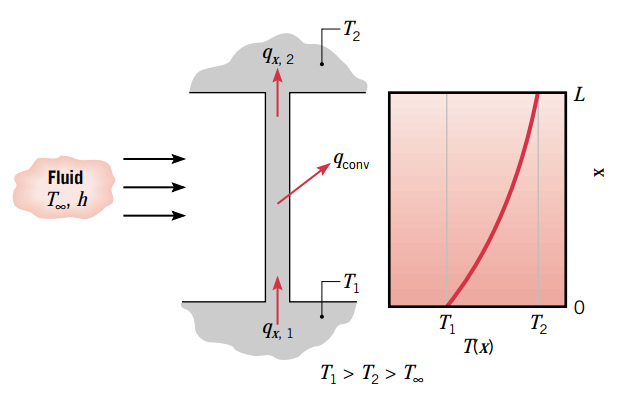 T₂
qₓ, ₂
L
qconv
Fluid
T∞, h
x
T₁
0
qₓ, ₁
T₁ T₂
T(x)
T₁ > T₂ > T∞